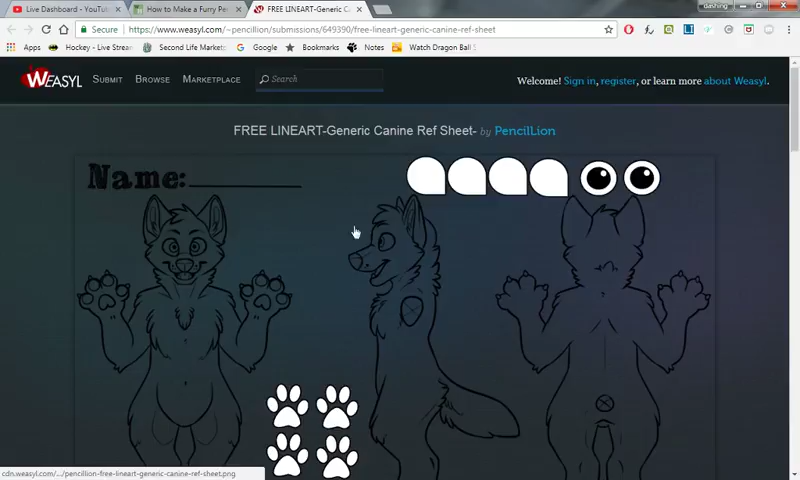 dashing
Live Dashboard - YouTu
How to Make a Furry Pe
FREE LINEART-Generic C
Secure
https://www.weasyl.com/~pencillion/submissions/649390/free-lineart-generic-canine-ref-sheet
Apps
Hockey - Live Stream
Second Life Market
Google
Bookmarks
Notes
Watch Dragon Ball S
WEASYL
SUBMIT
BROWSE
MARKETPLACE
Search
Welcome! Sign in, register, or learn more about Weasyl.
FREE LINEART-Generic Canine Ref Sheet- by PencilLion
Name:
cdn.weasyl.com/.../pencillion-free-lineart-generic-canine-ref-sheet.png